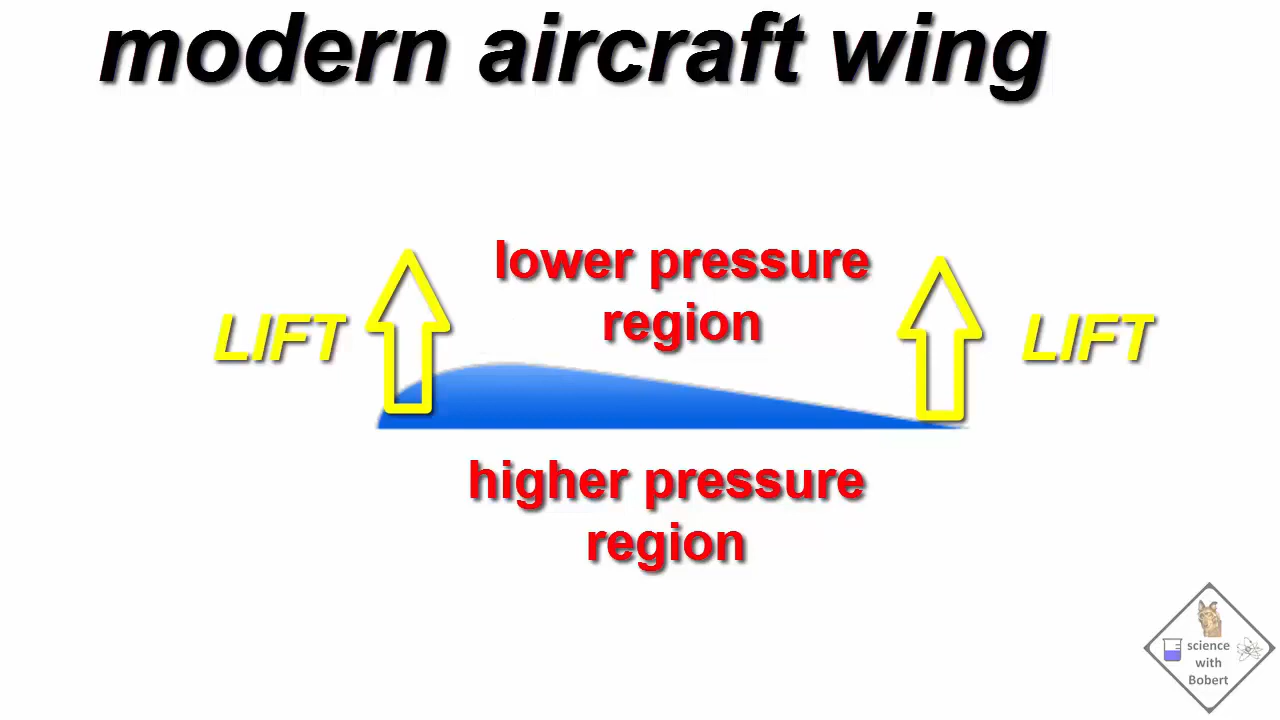 modern aircraft wing
lower pressure
region
LIFT
LIFT
higher pressure
region
science
with
Bobert